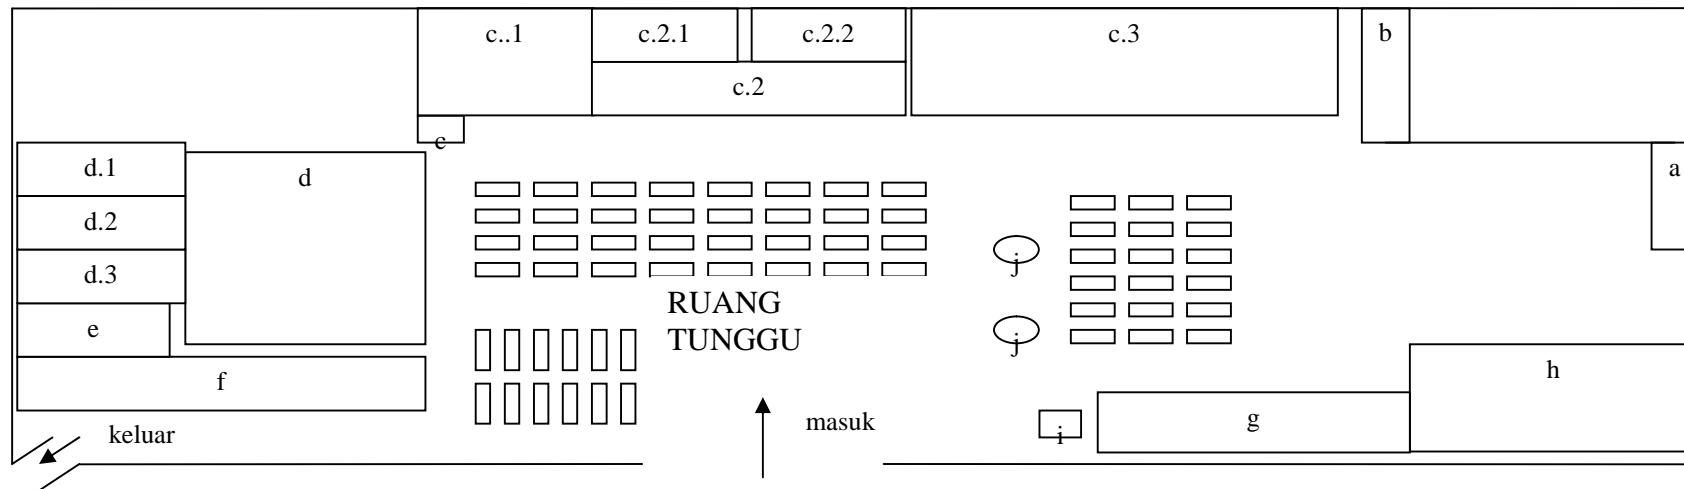 c..1
c.2.1
c.2.2
c.3
b
c.2
c
a
d.1
d
d.2
d.3
j
RUANG
TUNGGU
e
j
f
h
keluar
masuk
i
g